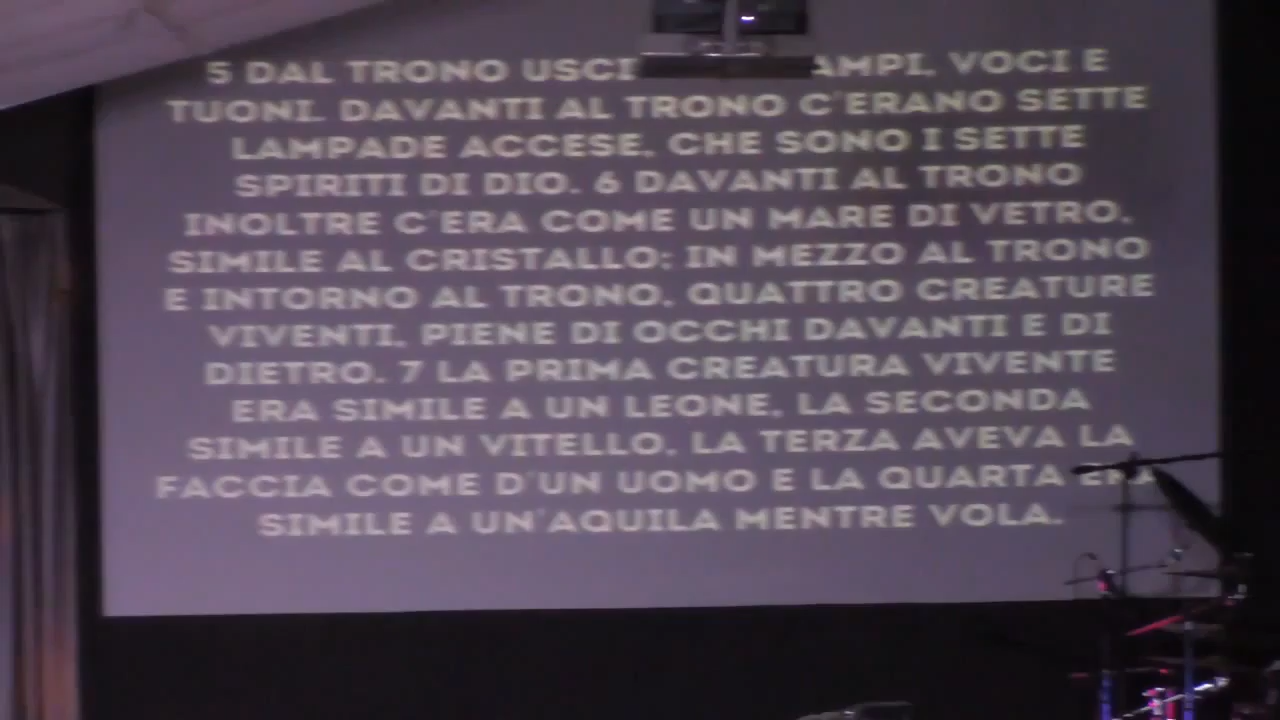 5 DAL TRONO USCI AMPI, VOCI E
TUONI. DAVANTI AL TRONO C'ERANO SETTE
LAMPADE ACCESE, CHE SONO I SETTE
SPIRITI DI DIO. 6 DAVANTI AL TRONO
INOLTRE C'ERA COME UN MARE DI VETRO,
SIMILE AL CRISTALLO; IN MEZZO AL TRONO
E INTORNO AL TRONO, QUATTRO CREATURE
VIVENTI, PIENE DI OCCHI DAVANTI E DI
DIETRO. 7 LA PRIMA CREATURA VIVENTE
ERA SIMILE A UN LEONE, LA SECONDA
SIMILE A UN VITELLO, LA TERZA AVEVA LA
FACCIA COME D'UN UOMO E LA QUARTA ERA
SIMILE A UN'AQUILA MENTRE VOLA.